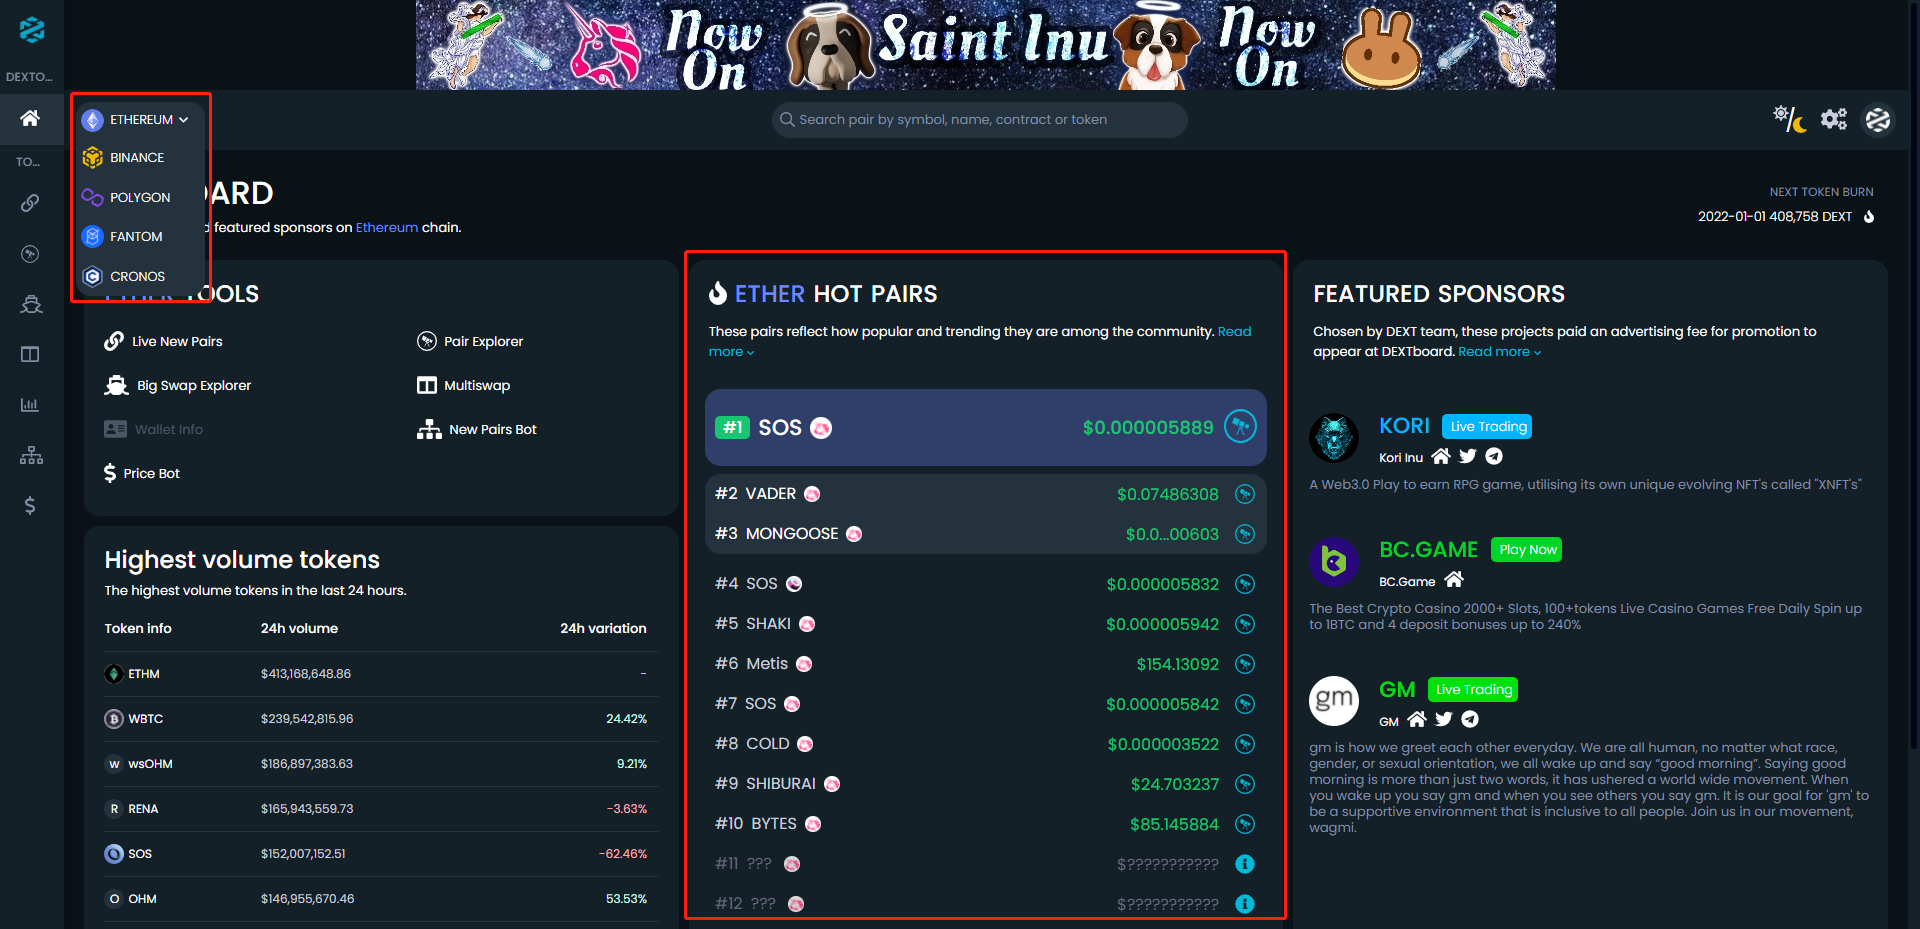 Now On
Saint Inu
Now On
DEXTO...
ETHEREUM
Search pair by symbol, name, contract or token
TO...
BINANCE
POLYGON
FANTOM
CRONOS
ARD
featured sponsors on Ethereum chain.
NEXT TOKEN BURN
2022-01-01 408,758 DEXT
ETHER TOOLS
Live New Pairs
Pair Explorer
Big Swap Explorer
Multiswap
Wallet Info
New Pairs Bot
Price Bot
Highest volume tokens
The highest volume tokens in the last 24 hours.
Token info 24h volume 24h variation
ETHM $413,168,648.86 -
WBTC $239,542,815.96 24.42%
W wsOHM $186,897,383.63 9.21%
R RENA $165,943,559.73 -3.63%
SOS $152,007,152.51 -62.46%
O OHM $146,955,670.46 53.53%
ETHER HOT PAIRS
These pairs reflect how popular and trending they are among the community. Read
more
#1 SOS $0.000005889
#2 VADER $0.07486308
#3 MONGOOSE $0.0...00603
#4 SOS $0.000005832
#5 SHAKI $0.000005942
#6 Metis $154.13092
#7 SOS $0.000005842
#8 COLD $0.000003522
#9 SHIBURAI $24.703237
#10 BYTES $85.145884
#11 ??? $???????????
#12 ??? $???????????
FEATURED SPONSORS
Chosen by DEXT team, these projects paid an advertising fee for promotion to
appear at DEXTboard. Read more
KORI Live Trading
Kori Inu
A Web3.0 Play to earn RPG game, utilising its own unique evolving NFT's called "XNFT's"
BC.GAME Play Now
BC.Game
The Best Crypto Casino 2000+ Slots, 100+tokens Live Casino Games Free Daily Spin up
to 1BTC and 4 deposit bonuses up to 240%
gm
GM Live Trading
GM
gm is how we greet each other everyday. We are all human, no matter what race,
gender, or sexual orientation, we all wake up and say “good morning”. Saying good
morning is more than just two words, it has ushered a world wide movement. When
you wake up you say gm and when you see others you say gm. It is our goal for 'gm' to
be a supportive environment that is inclusive to all people. Join us in our movement,
wagmi.